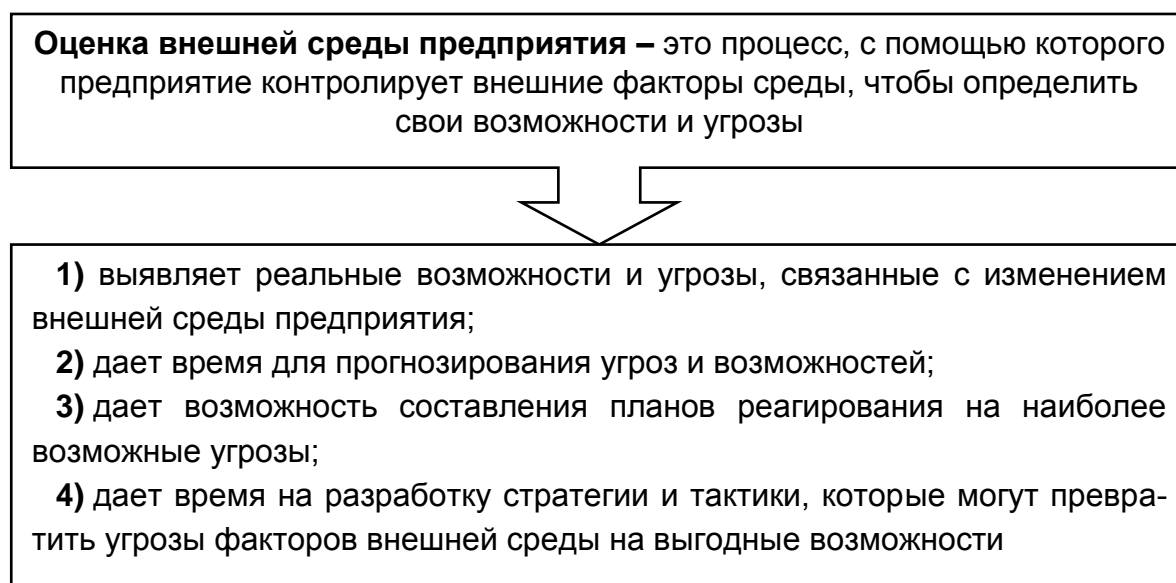 Оценка внешней среды предприятия – это процесс, с помощью которого
предприятие контролирует внешние факторы среды, чтобы определить
свои возможности и угрозы
1) выявляет реальные возможности и угрозы, связанные с изменением
внешней среды предприятия;
2) дает время для прогнозирования угроз и возможностей;
3) дает возможность составления планов реагирования на наиболее
возможные угрозы;
4) дает время на разработку стратегии и тактики, которые могут превра-
тить угрозы факторов внешней среды на выгодные возможности